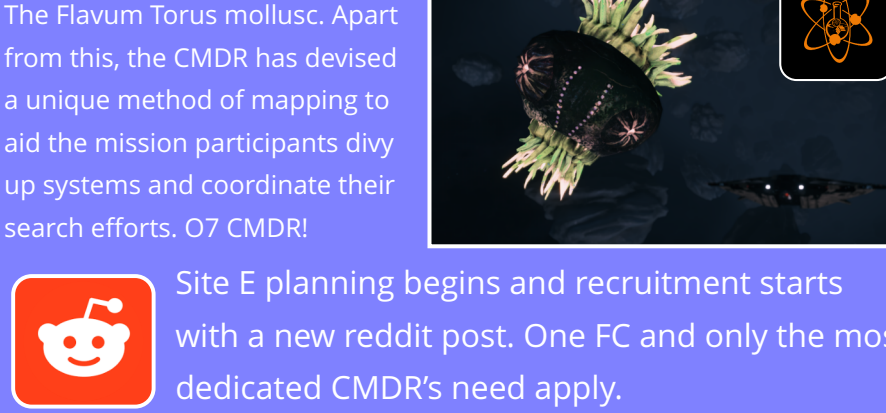 The Flavum Torus mollusc. Apart
from this, the CMDR has devised
a unique method of mapping to
aid the mission participants divy
up systems and coordinate their
search efforts. O7 CMDR!
Site E planning begins and recruitment starts
with a new reddit post. One FC and only the mos
dedicated CMDR’s need apply.